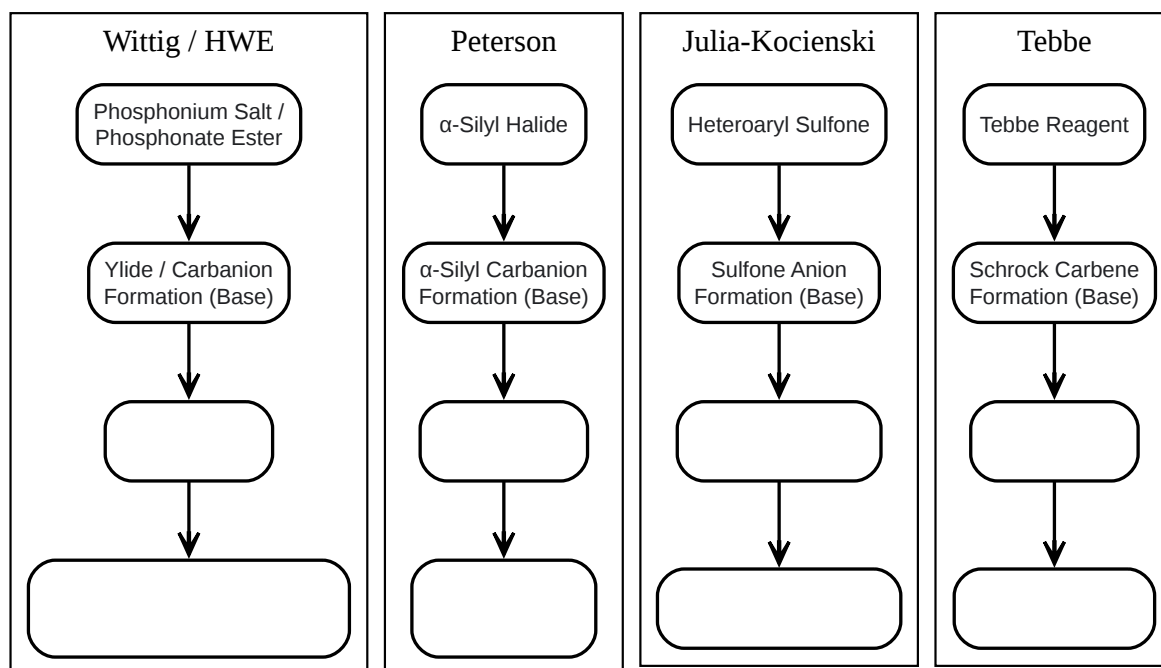 Wittig / HWE
Phosphonium Salt /
Phosphonate Ester
Ylide / Carbanion
Formation (Base)
Peterson
α-Silyl Halide
α-Silyl Carbanion
Formation (Base)
Julia-Kocienski
Heteroaryl Sulfone
Sulfone Anion
Formation (Base)
Tebbe
Tebbe Reagent
Schrock Carbene
Formation (Base)